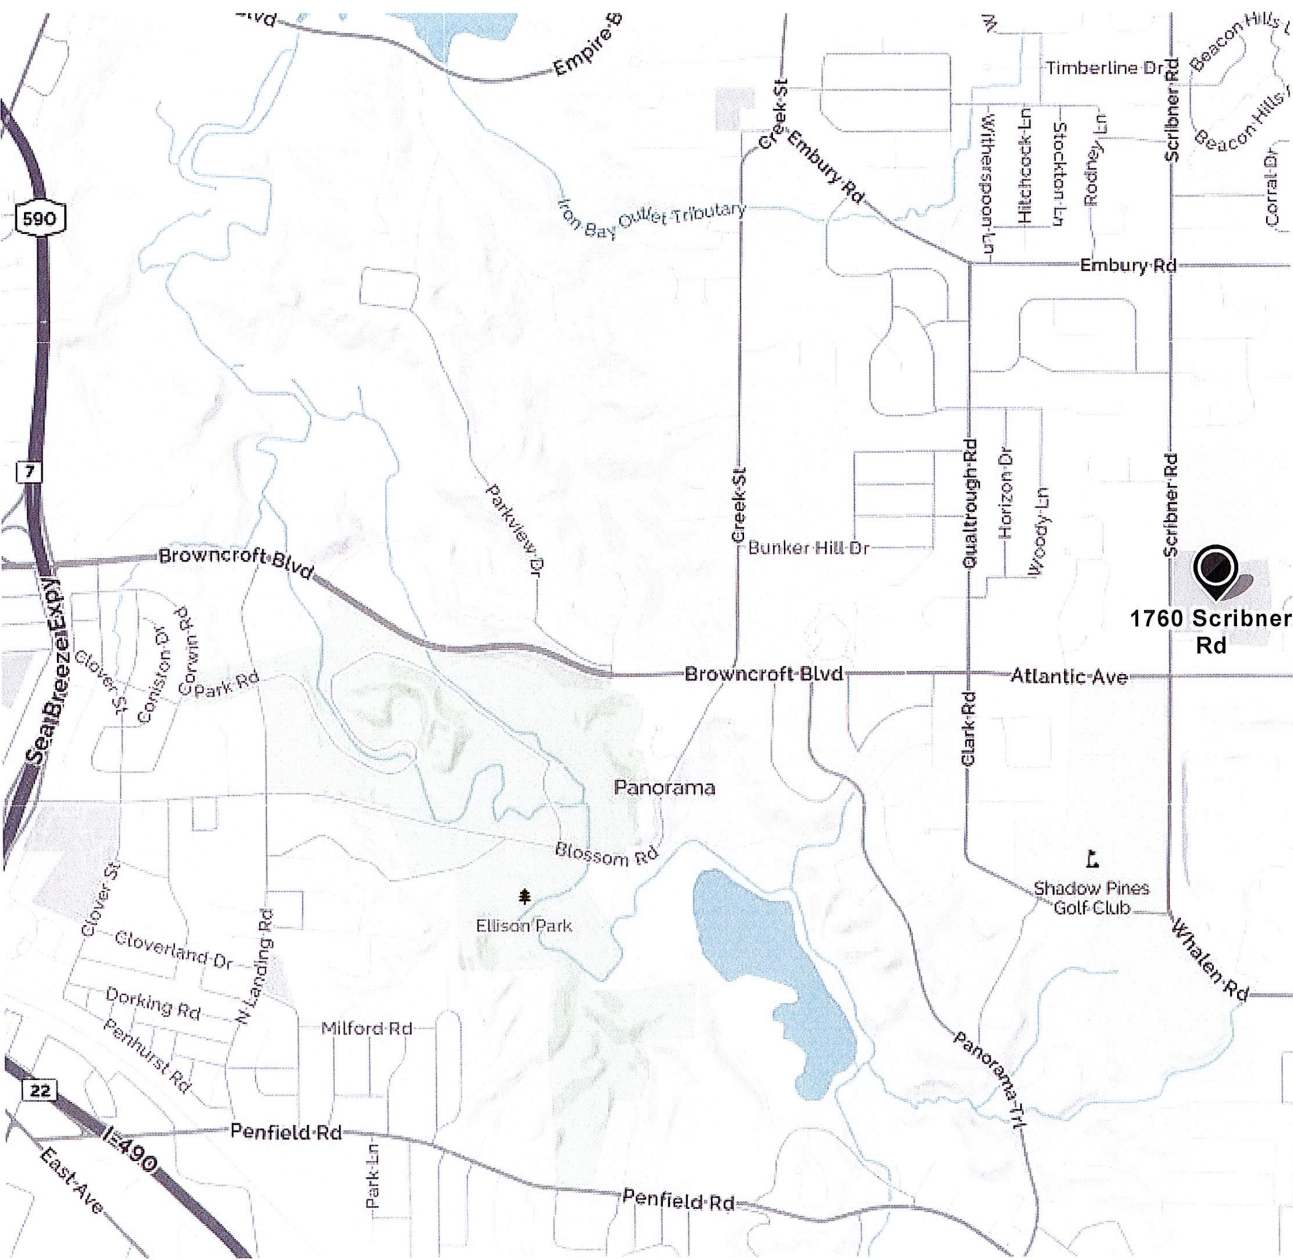 Blvd
Empire B
W
Beacon Hills L
Timberline Dr
Scribner Rd
Creek St
Beacon Hills
590
Embury Rd
Witherspoon Ln
Hitchcock Ln
Stockton Ln
Rodney Ln
Corral Dr
Iron Bay Outlet Tributary
Embury Rd
7
Parkview Dr
Creek St
Qualtrough Rd
Horizon Dr
Woody Ln
Scribner Rd
Browncroft Blvd
Bunker Hill Dr
1760 Scribner
Rd
Sea Breeze Expy
Clover St
Coniston Dr
Corwin Rd
Park Rd
Browncroft Blvd
Atlantic Ave
Clark Rd
Panorama
Blossom Rd
Clover St
Ellison Park
Shadow Pines
Golf Club
Cloverland Dr
N Landing Rd
Whalen Rd
Dorking Rd
Penhurst Rd
Milford Rd
Panorama Trl
22
I-490
Penfield Rd
East Ave
Park Ln
Penfield Rd